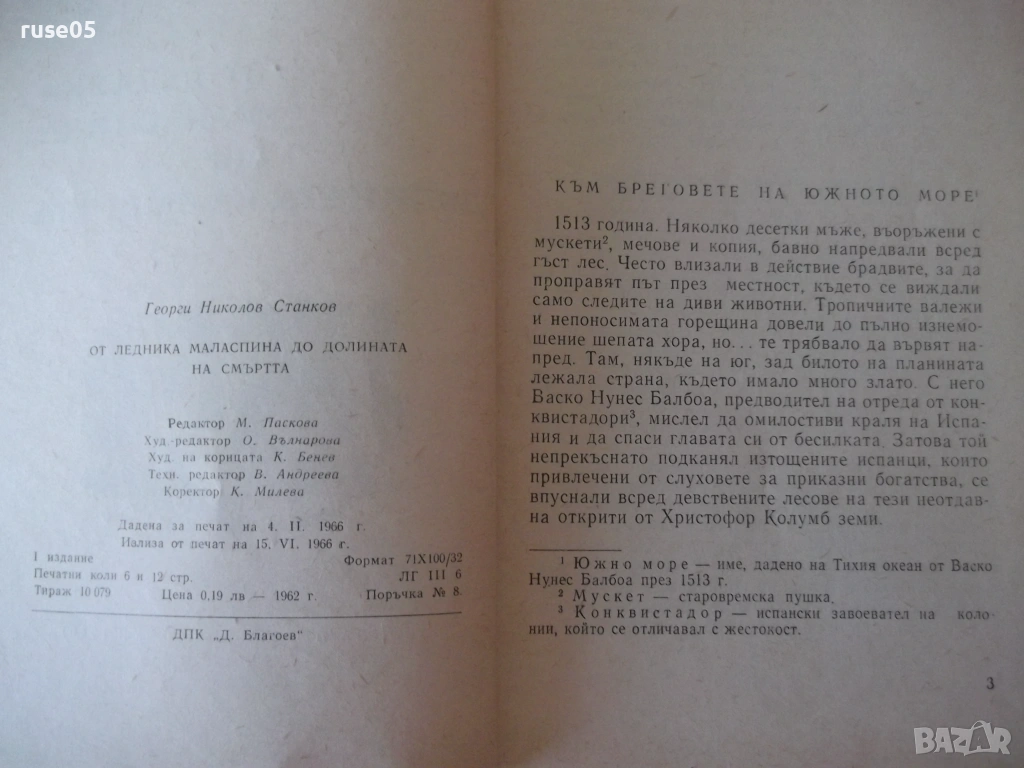 ruse05
Георги Николов Станков
ОТ ЛЕДНИКА МАЛАСПИНА ДО ДОЛИНАТА
НА СМЪРТТА
Редактор М. Паскова
Худ. редактор О. Вълнарова
Худ. на корицата К. Бенев
Техн. редактор В. Андреева
Коректор К. Милева
Дадена за печат на 4. II. 1966 г.
Излиза от печат на 15. VI. 1966 г.
I издание Формат 71X100/32
Печатни коли 6 и 12 стр. ЛГ III 6
Тираж 10 079 Цена 0,19 лв — 1962 г. Поръчка № 8.
ДПК „Д. Благоев"
КЪМ БРЕГОВЕТЕ НА ЮЖНОТО МОРЕ¹
1513 година. Няколко десетки мъже, въоръжени с
мускети², мечове и копия, бавно напредвали всред
гъст лес. Често влизали в действие брадвите, за да
проправят път през местност, където се виждали
само следите на диви животни. Тропичните валежи
и непоносимата горещина довели до пълно изнемо-
шение шепата хора, но... те трябвало да вървят на-
пред. Там, някъде на юг, зад билото на планината
лежала страна, където имало много злато. С него
Васко Нунес Балбоа, предводител на отреда от кон-
квистадори³, мислел да омилостиви краля на Испа-
ния и да спаси главата си от бесилката. Затова той
непрекъснато подканял изтощените испанци, които
привлечени от слуховете за приказни богатства, се
впуснали всред девствените лесове на тези неотдав-
на открити от Христофор Колумб земи.
¹ Южно море — име, дадено на Тихия океан от Васко
Нунес Балбоа през 1513 г.
² Мускет — старовремска пушка.
³ Конквистадор — испански завоевател на коло-
нии, който се отличавал с жестокост.
3
BAZAR